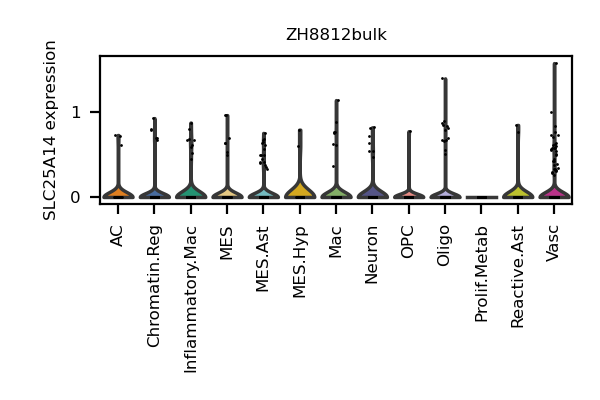 ZH8812bulk
SLC25A14 expression
1
0
AC
Chromatin.Reg
Inflammatory.Mac
MES
MES.Ast
MES.Hyp
Mac
Neuron
OPC
Oligo
Prolif.Metab
Reactive.Ast
Vasc